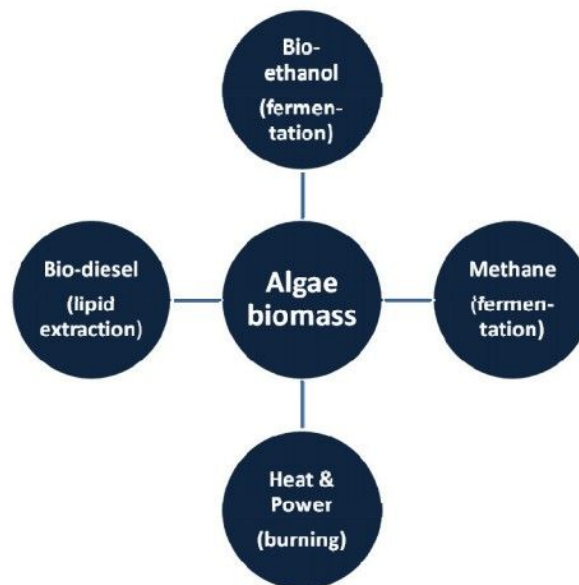 Bio-
ethanol
(fermen-
tation)
Bio-diesel
(lipid
extraction)
Algae
biomass
Methane
(fermen-
tation)
Heat &
Power
(burning)